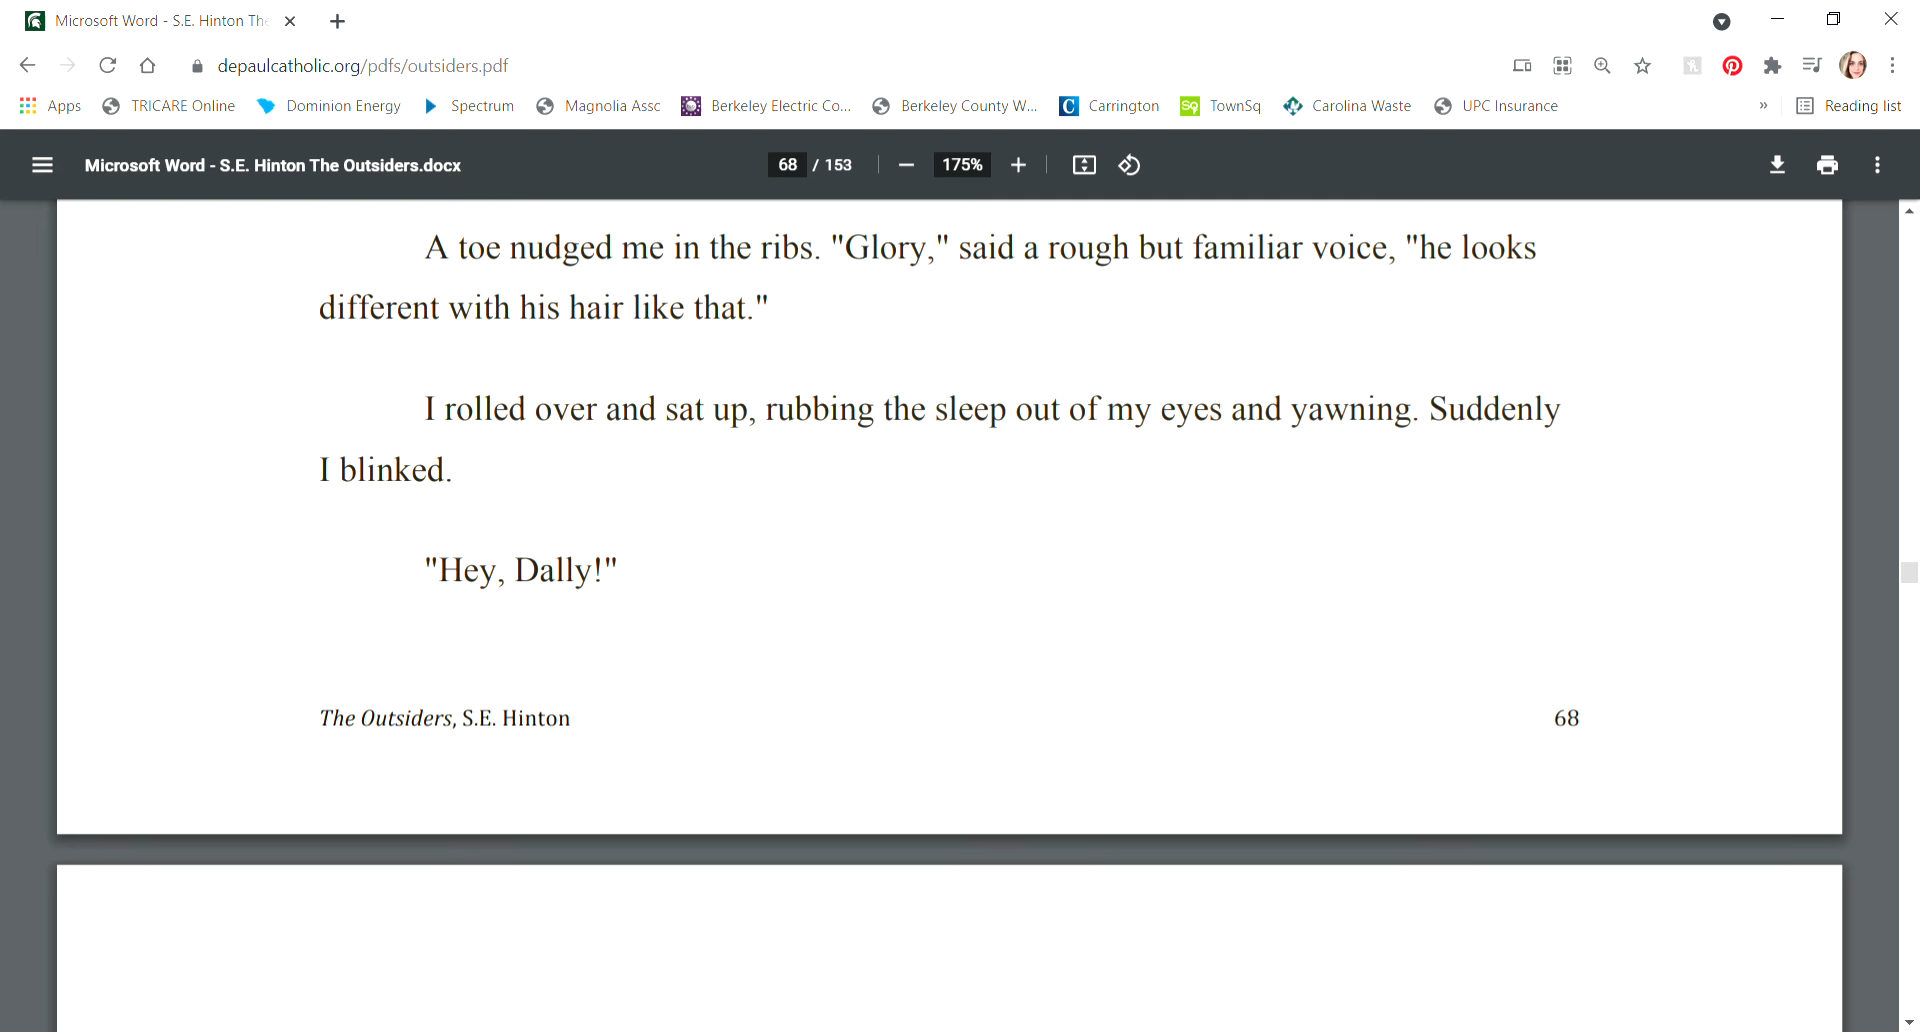 Microsoft Word - S.E. Hinton The
depaulcatholic.org/pdfs/outsiders.pdf
Apps TRICARE Online Dominion Energy Spectrum Magnolia Assc Berkeley Electric Co... Berkeley County W... C Carrington Sq TownSq Carolina Waste UPC Insurance » Reading list
Microsoft Word - S.E. Hinton The Outsiders.docx 68 / 153 175%
A toe nudged me in the ribs. "Glory," said a rough but familiar voice, "he looks
different with his hair like that."
I rolled over and sat up, rubbing the sleep out of my eyes and yawning. Suddenly
I blinked.
"Hey, Dally!"
The Outsiders, S.E. Hinton 68